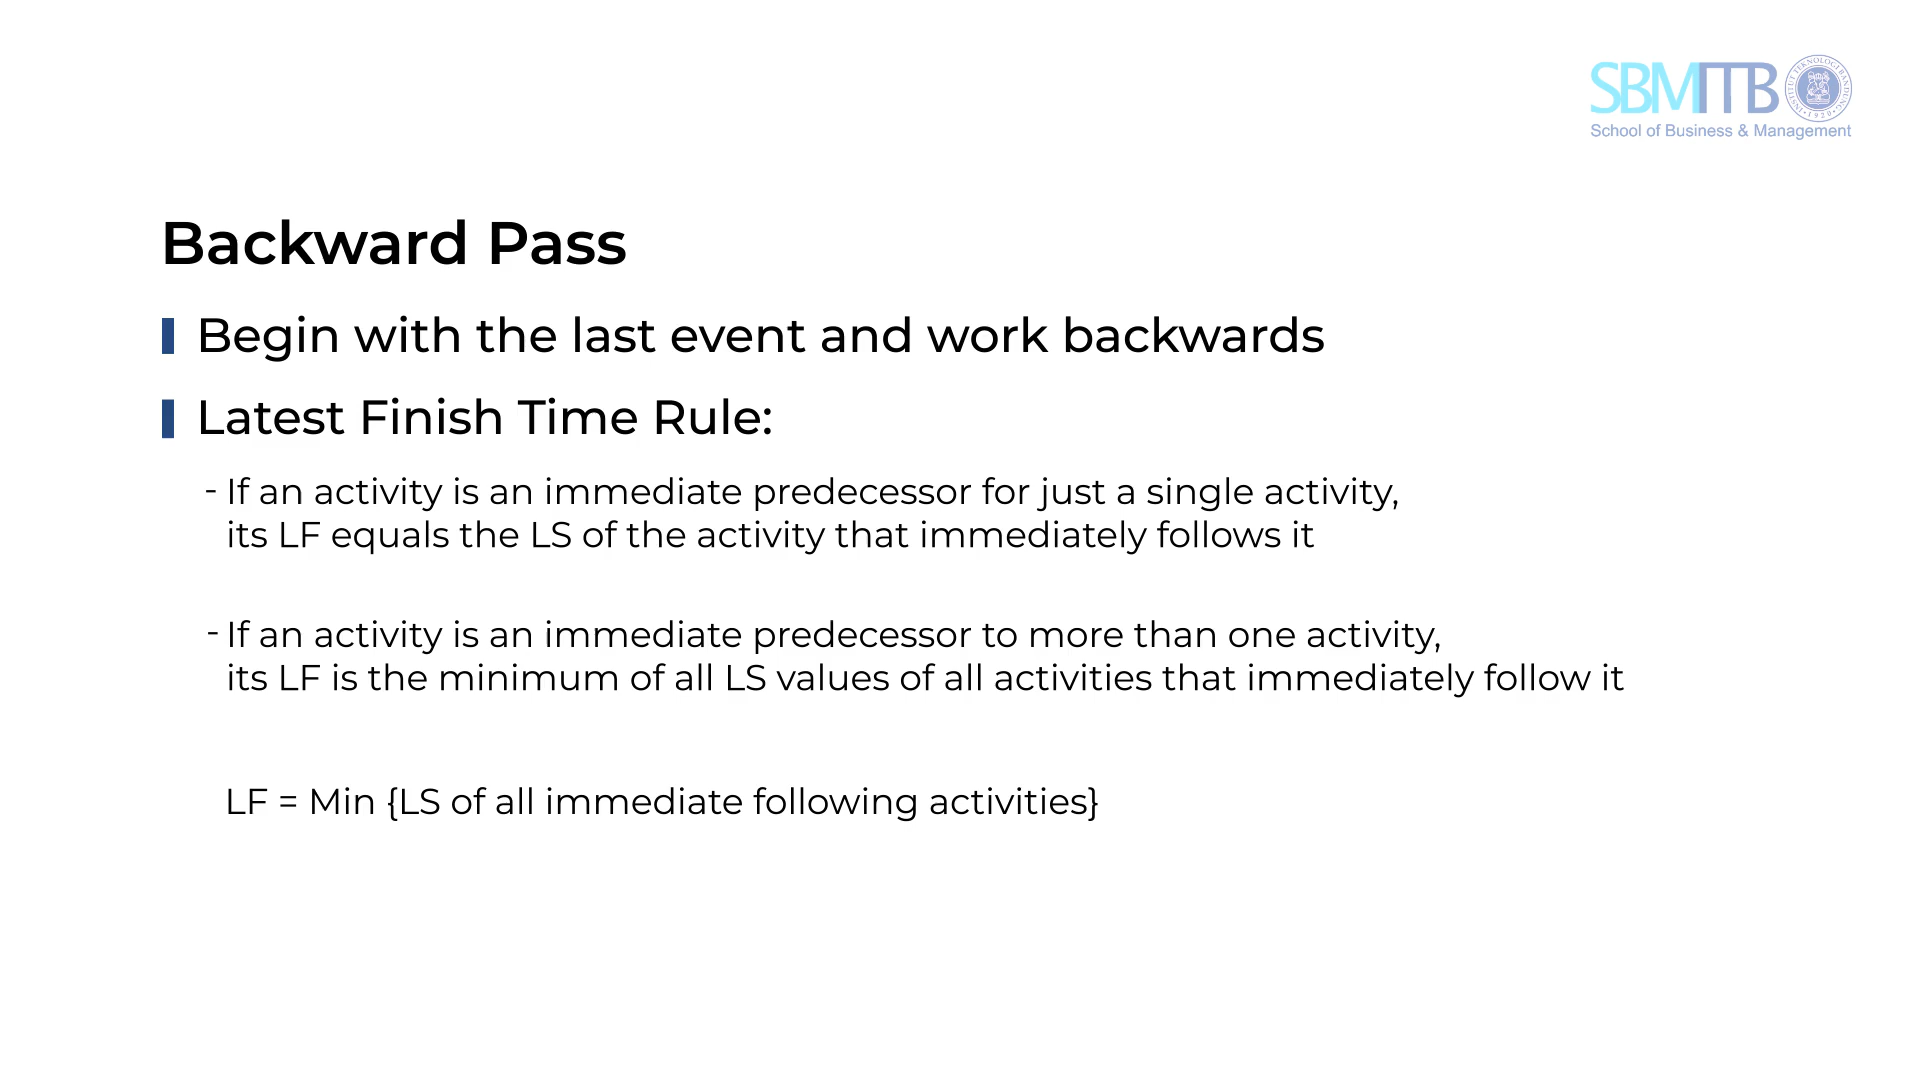 SBMITB
INSTITUT TEKNOLOGI BANDUNG
1920
School of Business & Management
Backward Pass
Begin with the last event and work backwards
Latest Finish Time Rule:
- If an activity is an immediate predecessor for just a single activity,
its LF equals the LS of the activity that immediately follows it
- If an activity is an immediate predecessor to more than one activity,
its LF is the minimum of all LS values of all activities that immediately follow it
LF = Min {LS of all immediate following activities}